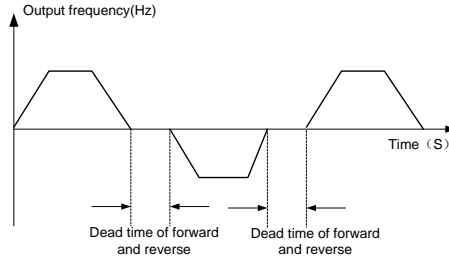 Output frequency(Hz)
Time（S）
Dead time of forward
and reverse
Dead time of forward
and reverse